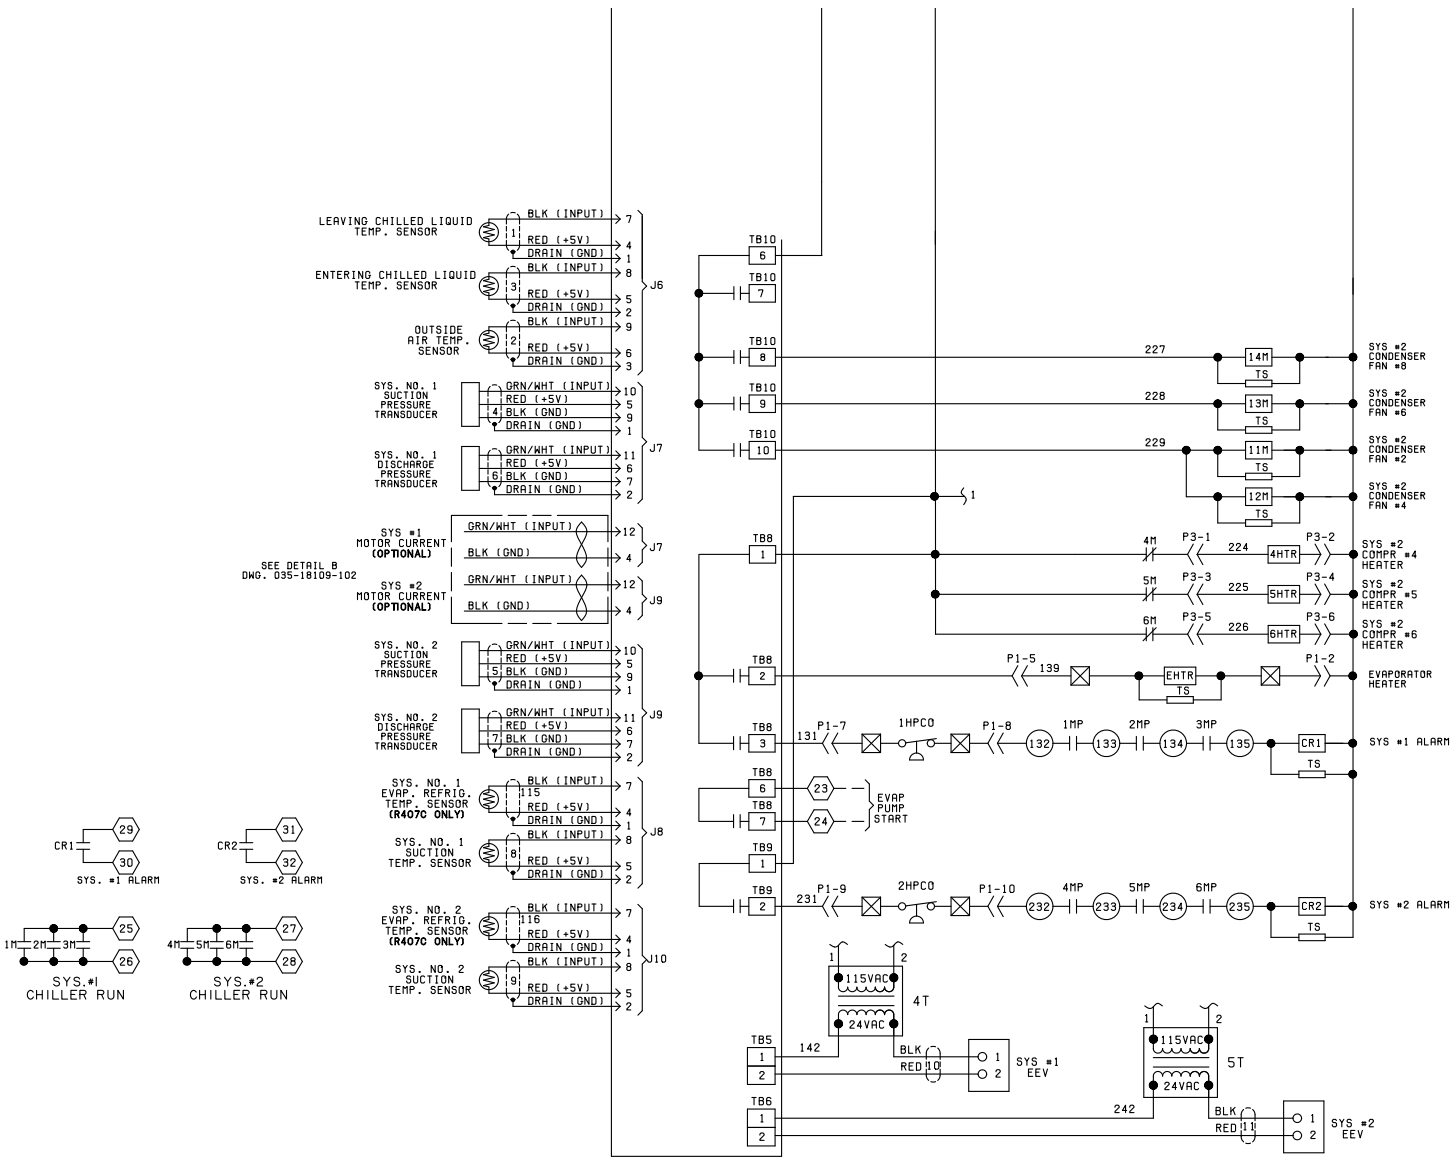 LEAVING CHILLED LIQUID
TEMP. SENSOR
1
BLK (INPUT)
7
RED (+5V)
4
DRAIN (GND)
1
ENTERING CHILLED LIQUID
TEMP. SENSOR
3
BLK (INPUT)
8
RED (+5V)
5
DRAIN (GND)
2
J6
OUTSIDE
AIR TEMP.
SENSOR
2
BLK (INPUT)
9
RED (+5V)
6
DRAIN (GND)
3
SYS. NO. 1
SUCTION
PRESSURE
TRANSDUCER
4
GRN/WHT (INPUT)
10
RED (+5V)
5
BLK (GND)
9
DRAIN (GND)
1
J7
SYS. NO. 1
DISCHARGE
PRESSURE
TRANSDUCER
6
GRN/WHT (INPUT)
11
RED (+5V)
6
BLK (GND)
7
DRAIN (GND)
2
SYS #1
MOTOR CURRENT
(OPTIONAL)
GRN/WHT (INPUT)
12
BLK (GND)
4
J7
SEE DETAIL B
DWG. 035-18109-102
SYS #2
MOTOR CURRENT
(OPTIONAL)
GRN/WHT (INPUT)
12
BLK (GND)
4
J9
SYS. NO. 2
SUCTION
PRESSURE
TRANSDUCER
5
GRN/WHT (INPUT)
10
RED (+5V)
5
BLK (GND)
9
DRAIN (GND)
1
J9
SYS. NO. 2
DISCHARGE
PRESSURE
TRANSDUCER
7
GRN/WHT (INPUT)
11
RED (+5V)
6
BLK (GND)
7
DRAIN (GND)
2
SYS. NO. 1
EVAP. REFRIG.
TEMP. SENSOR
(R407C ONLY)
BLK (INPUT)
7
115
RED (+5V)
4
DRAIN (GND)
1
J8
SYS. NO. 1
SUCTION
TEMP. SENSOR
8
BLK (INPUT)
8
RED (+5V)
5
DRAIN (GND)
2
SYS. NO. 2
EVAP. REFRIG.
TEMP. SENSOR
(R407C ONLY)
BLK (INPUT)
7
116
RED (+5V)
4
DRAIN (GND)
1
J10
SYS. NO. 2
SUCTION
TEMP. SENSOR
9
BLK (INPUT)
8
RED (+5V)
5
DRAIN (GND)
2
CR1
29
30
SYS. #1 ALARM
CR2
31
32
SYS. #2 ALARM
1M
2M
3M
25
26
SYS.#1
CHILLER RUN
4M
5M
6M
27
28
SYS.#2
CHILLER RUN
TB10
6
TB10
7
TB10
8
227
14M
TS
SYS #2
CONDENSER
FAN #8
TB10
9
228
13M
TS
SYS #2
CONDENSER
FAN #6
TB10
10
229
11M
TS
SYS #2
CONDENSER
FAN #2
1
12M
TS
SYS #2
CONDENSER
FAN #4
TB8
1
4M
P3-1
224
4HTR
P3-2
SYS #2
COMPR #4
HEATER
5M
P3-3
225
5HTR
P3-4
SYS #2
COMPR #5
HEATER
6M
P3-5
226
6HTR
P3-6
SYS #2
COMPR #6
HEATER
TB8
2
P1-5
139
EHTR
TS
P1-2
EVAPORATOR
HEATER
TB8
3
131
P1-7
1HPCO
P1-8
132
1MP
133
2MP
134
3MP
135
CR1
TS
SYS #1 ALARM
TB8
6
23
TB8
7
24
EVAP
PUMP
START
TB9
1
TB9
2
231
P1-9
2HPCO
P1-10
232
4MP
233
5MP
234
6MP
235
CR2
TS
SYS #2 ALARM
1
2
115VAC
24VAC
4T
TB5
1
2
142
BLK
RED
10
1
2
SYS #1
EEV
1
2
115VAC
24VAC
5T
TB6
1
2
242
BLK
RED
11
1
2
SYS #2
EEV